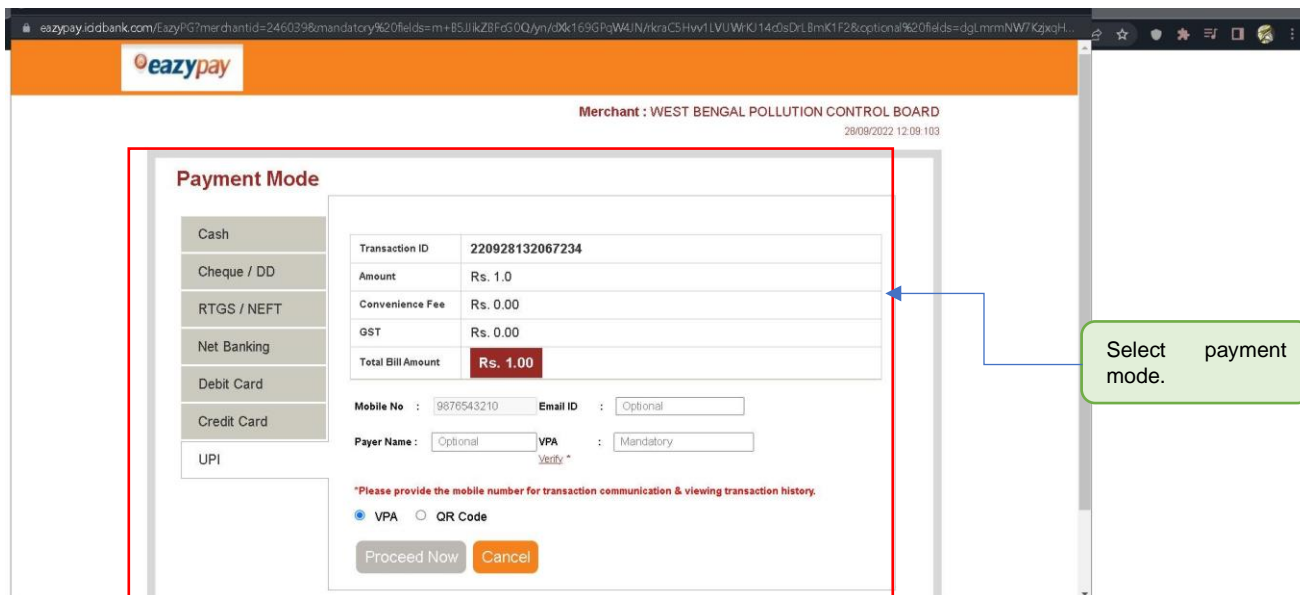 eazypay
Merchant : WEST BENGAL POLLUTION CONTROL BOARD
28/09/2022 12:09:103
Payment Mode
Cash
Cheque / DD
RTGS / NEFT
Net Banking
Debit Card
Credit Card
UPI
Transaction ID 220928132067234
Amount Rs. 1.0
Convenience Fee Rs. 0.00
GST Rs. 0.00
Total Bill Amount Rs. 1.00
Mobile No : 9876543210 Email ID : Optional
Payer Name : Optional VPA : Mandatory
Verify *
*Please provide the mobile number for transaction communication & viewing transaction history.
VPA QR Code
Proceed Now Cancel
Select payment
mode.